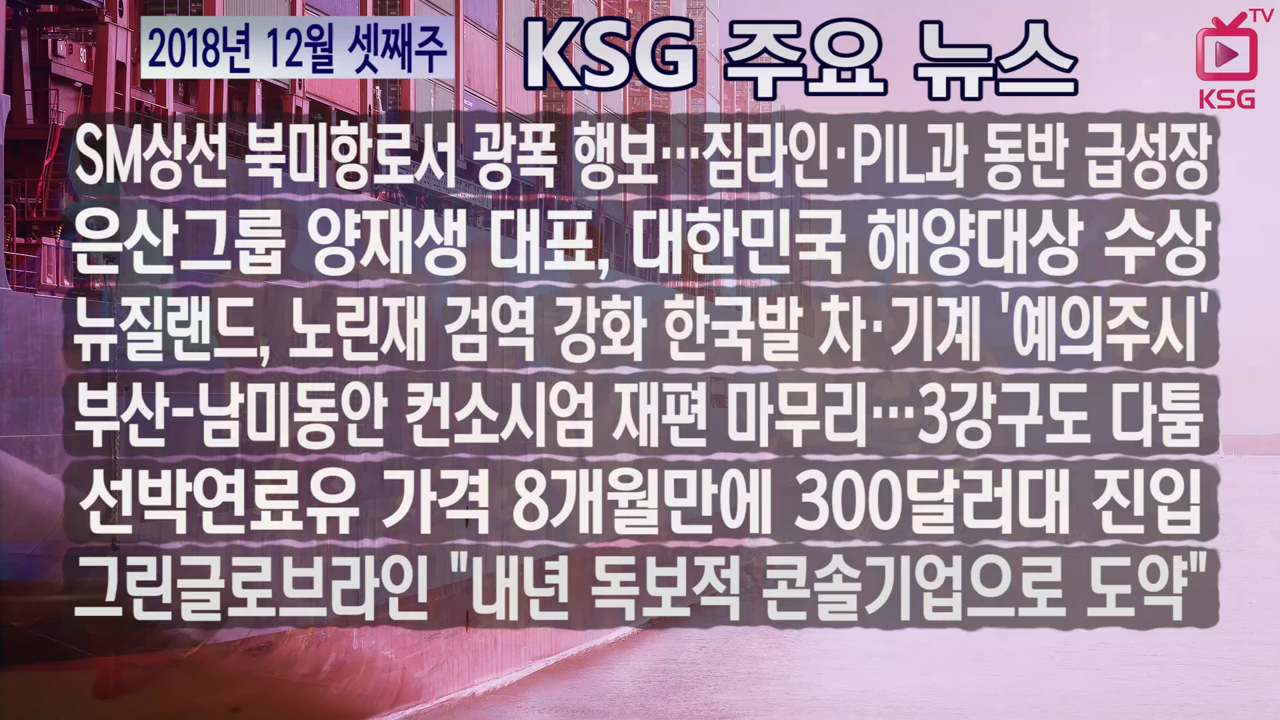 2018년 12월 셋째주
KSG 주요 뉴스
TV
KSG
SM상선 북미항로서 광폭 행보…짐라인·PIL과 동반 급성장
은산그룹 양재생 대표, 대한민국 해양대상 수상
뉴질랜드, 노린재 검역 강화 한국발 차·기계 '예의주시'
부산-남미동안 컨소시엄 재편 마무리…3강구도 다툼
선박연료유 가격 8개월만에 300달러대 진입
그린글로브라인 "내년 독보적 콘솔기업으로 도약"